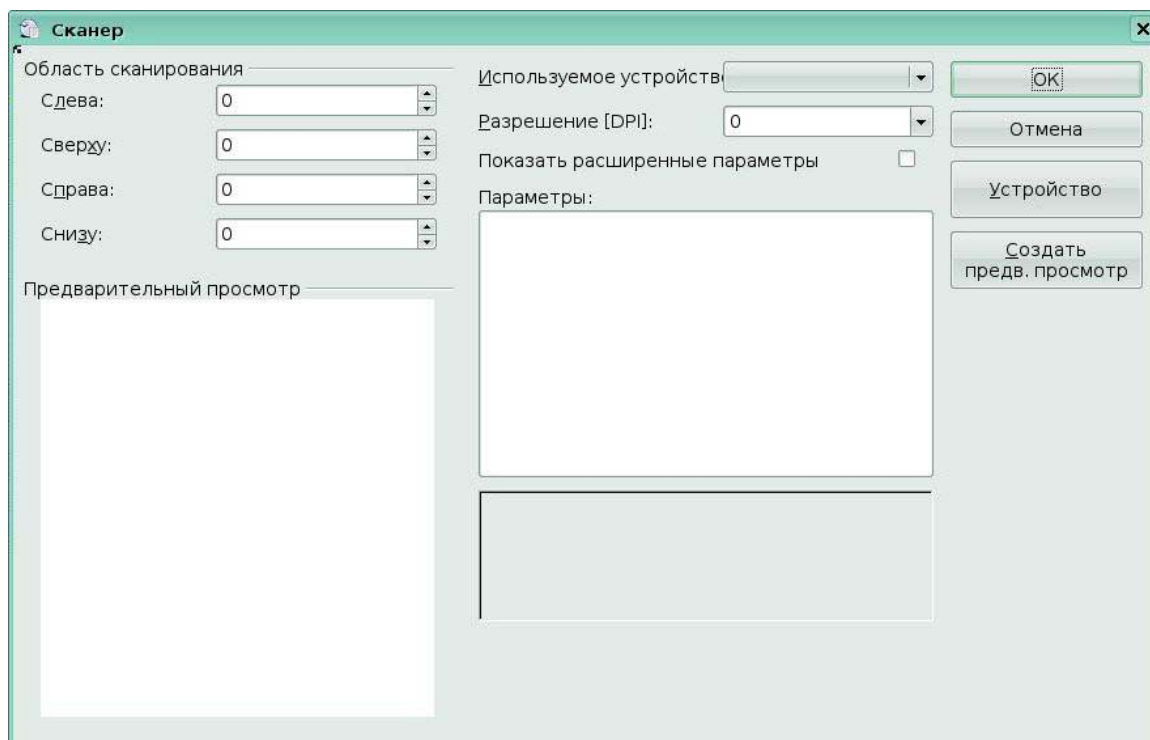 Сканер
Область сканирования
Слева:
0
Сверху:
0
Справа:
0
Снизу:
0
Предварительный просмотр
Используемое устройств
Разрешение [DPI]:
0
Показать расширенные параметры
Параметры:
OK
Отмена
Устройство
Создать
предв. просмотр